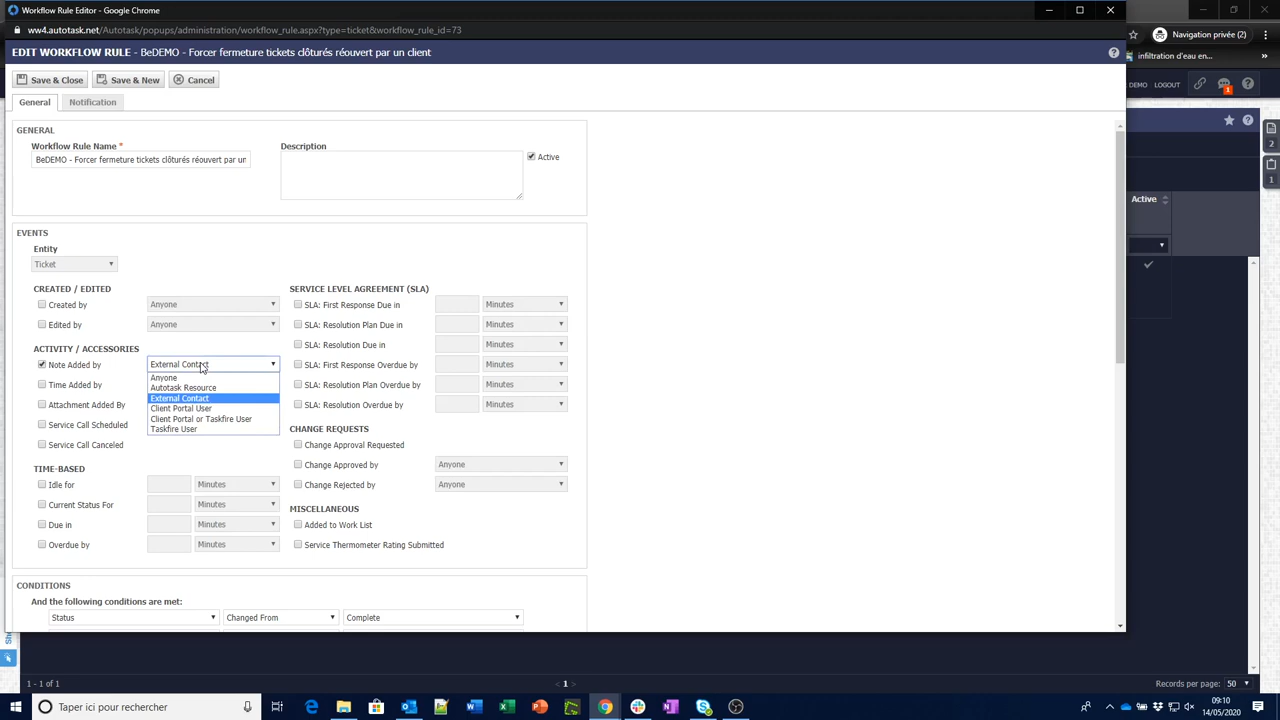 Workflow Rule Editor - Google Chrome
ww4.autotask.net/Autotask/popups/administration/workflow_rule.aspx?type=ticket&workflow_rule_id=73
Navigation privée (2)
EDIT WORKFLOW RULE - BeDEMO - Forcer fermeture tickets clôturés réouvert par un client
infiltration d'eau en...
Save & Close
Save & New
Cancel
DEMO
LOGOUT
1
General
Notification
GENERAL
Workflow Rule Name *
Description
BeDEMO - Forcer fermeture tickets clôturés réouvert par un
Active
2
1
Active
EVENTS
Entity
Ticket
CREATED / EDITED
SERVICE LEVEL AGREEMENT (SLA)
Created by
Anyone
SLA: First Response Due in
Minutes
Edited by
Anyone
SLA: Resolution Plan Due in
Minutes
ACTIVITY / ACCESSORIES
SLA: Resolution Due in
Minutes
Note Added by
External Contact
SLA: First Response Overdue by
Minutes
Anyone
Time Added by
Autotask Resource
SLA: Resolution Plan Overdue by
Minutes
External Contact
Attachment Added By
Client Portal User
SLA: Resolution Overdue by
Minutes
Client Portal or Taskfire User
Service Call Scheduled
Taskfire User
CHANGE REQUESTS
Service Call Canceled
Change Approval Requested
TIME-BASED
Change Approved by
Anyone
Idle for
Minutes
Change Rejected by
Anyone
Current Status For
Minutes
MISCELLANEOUS
Due in
Minutes
Added to Work List
Overdue by
Minutes
Service Thermometer Rating Submitted
CONDITIONS
And the following conditions are met:
Status
Changed From
Complete
1 - 1 of 1
< 1 >
Records per page: 50
Taper ici pour rechercher
09:10
14/05/2020